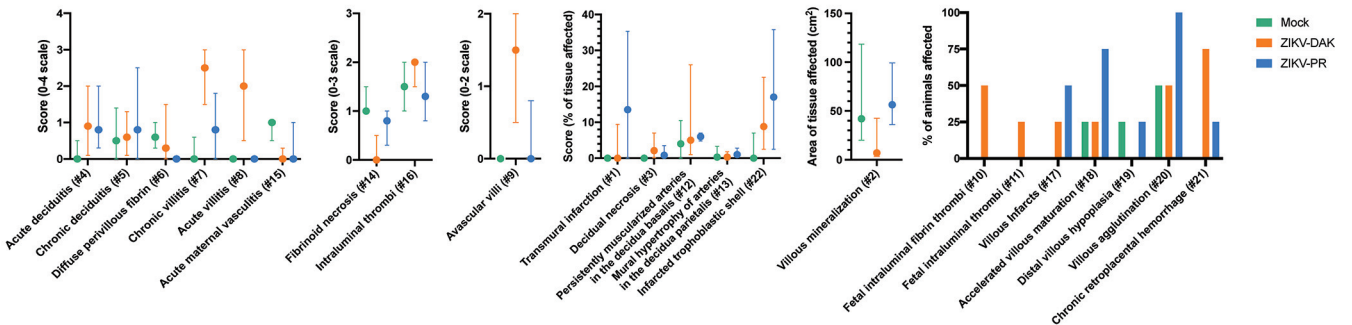 Score (0-4 scale)
4
3
2
1
0
Acute deciduitis (#4)
Chronic deciduitis (#5)
Diffuse perivillous fibrin (#6)
Chronic villitis (#7)
Acute villitis (#8)
Acute maternal vasculitis (#15)
Score (0-3 scale)
3
2
1
0
Fibrinoid necrosis (#14)
Intraluminal thrombi (#16)
Score (0-2 scale)
2
1
0
Avascular villi (#9)
Score (% of tissue affected)
40
30
20
10
0
Transmural infarction (#1)
Decidual necrosis (#3)
Persistently muscularized arteries
in the decidua basalis (#12)
Mural hypertrophy of arteries
in the decidua parietalis (#13)
Infarcted trophoblastic shell (#22)
Area of tissue affected (cm²)
150
100
50
0
Villous mineralization (#2)
% of animals affected
100
75
50
25
0
Fetal intraluminal fibrin thrombi (#10)
Fetal intraluminal thrombi (#11)
Villous Infarcts (#17)
Accelerated villous maturation (#18)
Distal villous hypoplasia (#19)
Villous agglutination (#20)
Chronic retroplacental hemorrhage (#21)
Mock
ZIKV-DAK
ZIKV-PR